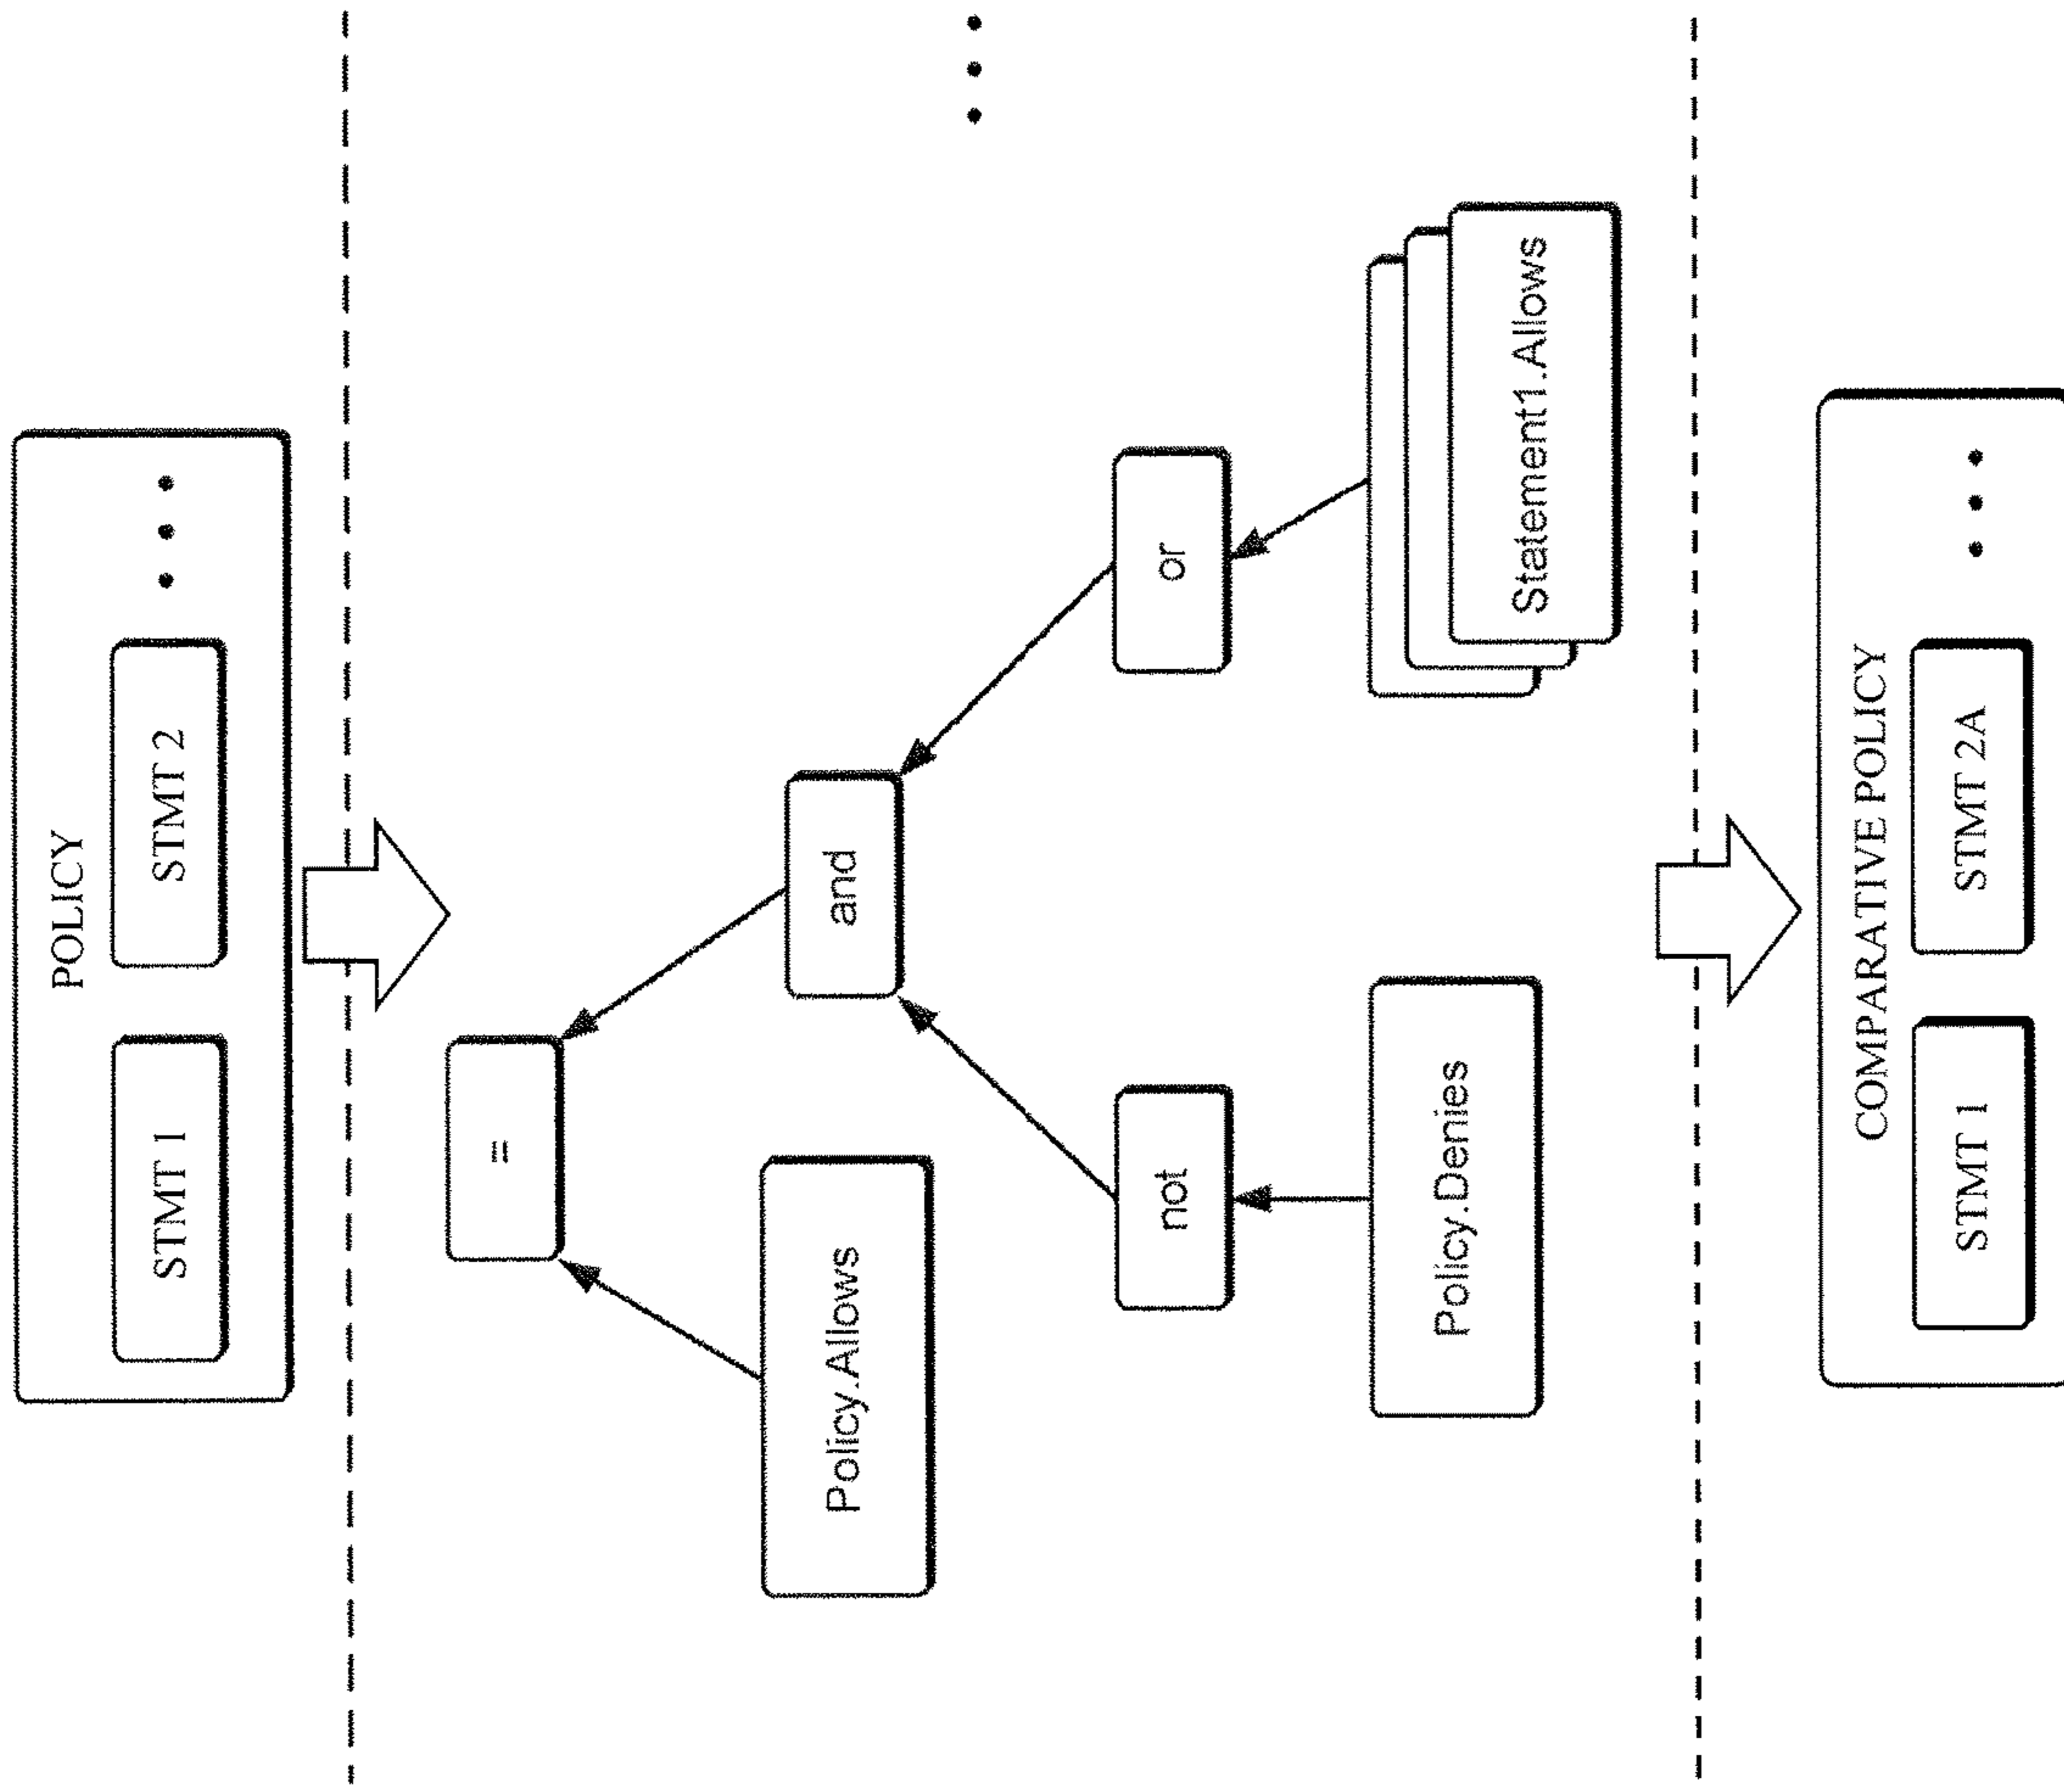 POLICY
STMT 1
STMT 2
• • •
=
Policy.Allows
and
not
or
Policy.Denies
Statement1.Allows
• • •
COMPARATIVE POLICY
STMT 1
STMT 2A
• • •